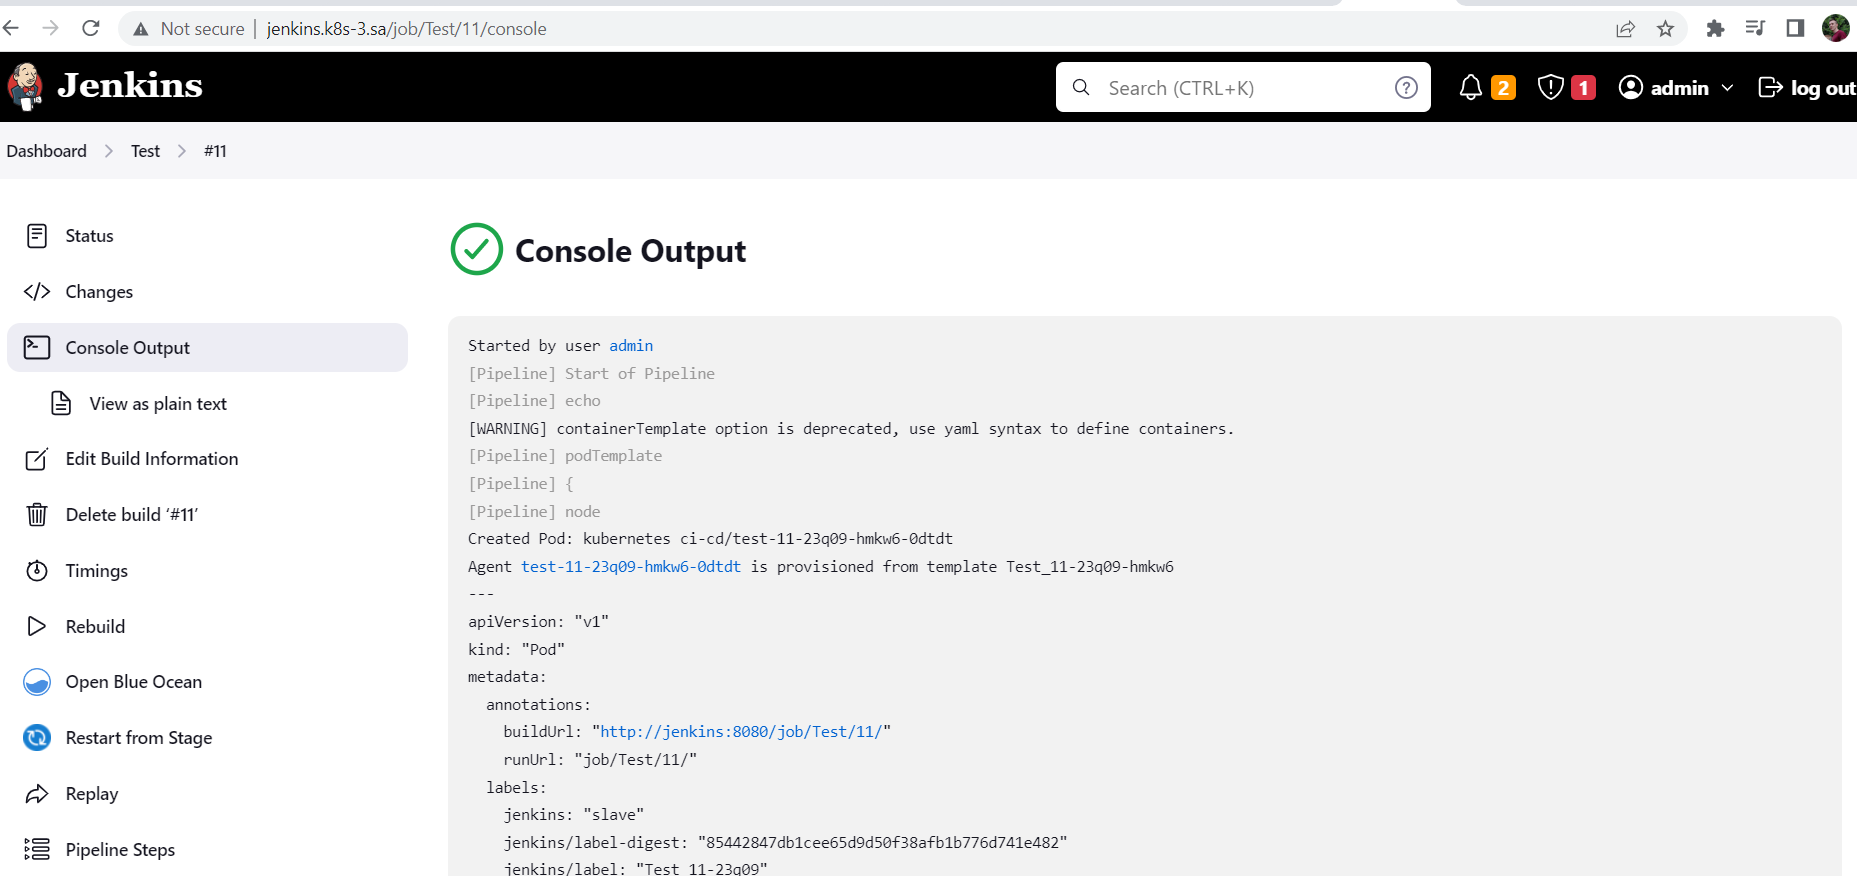 Not secure | jenkins.k8s-3.sa/job/Test/11/console
Jenkins
Search (CTRL+K)
?
2
1
admin
log out
Dashboard
Test
#11
Status
Changes
Console Output
View as plain text
Edit Build Information
Delete build ‘#11’
Timings
Rebuild
Open Blue Ocean
Restart from Stage
Replay
Pipeline Steps
Console Output
Started by user admin
[Pipeline] Start of Pipeline
[Pipeline] echo
[WARNING] containerTemplate option is deprecated, use yaml syntax to define containers.
[Pipeline] podTemplate
[Pipeline] {
[Pipeline] node
Created Pod: kubernetes ci-cd/test-11-23q09-hmkw6-0dtdt
Agent test-11-23q09-hmkw6-0dtdt is provisioned from template Test_11-23q09-hmkw6
---
apiVersion: "v1"
kind: "Pod"
metadata:
  annotations:
    buildUrl: "http://jenkins:8080/job/Test/11/"
    runUrl: "job/Test/11/"
  labels:
    jenkins: "slave"
    jenkins/label-digest: "85442847db1cee65d9d50f38afb1b776d741e482"
    jenkins/label: "Test_11-23q09"